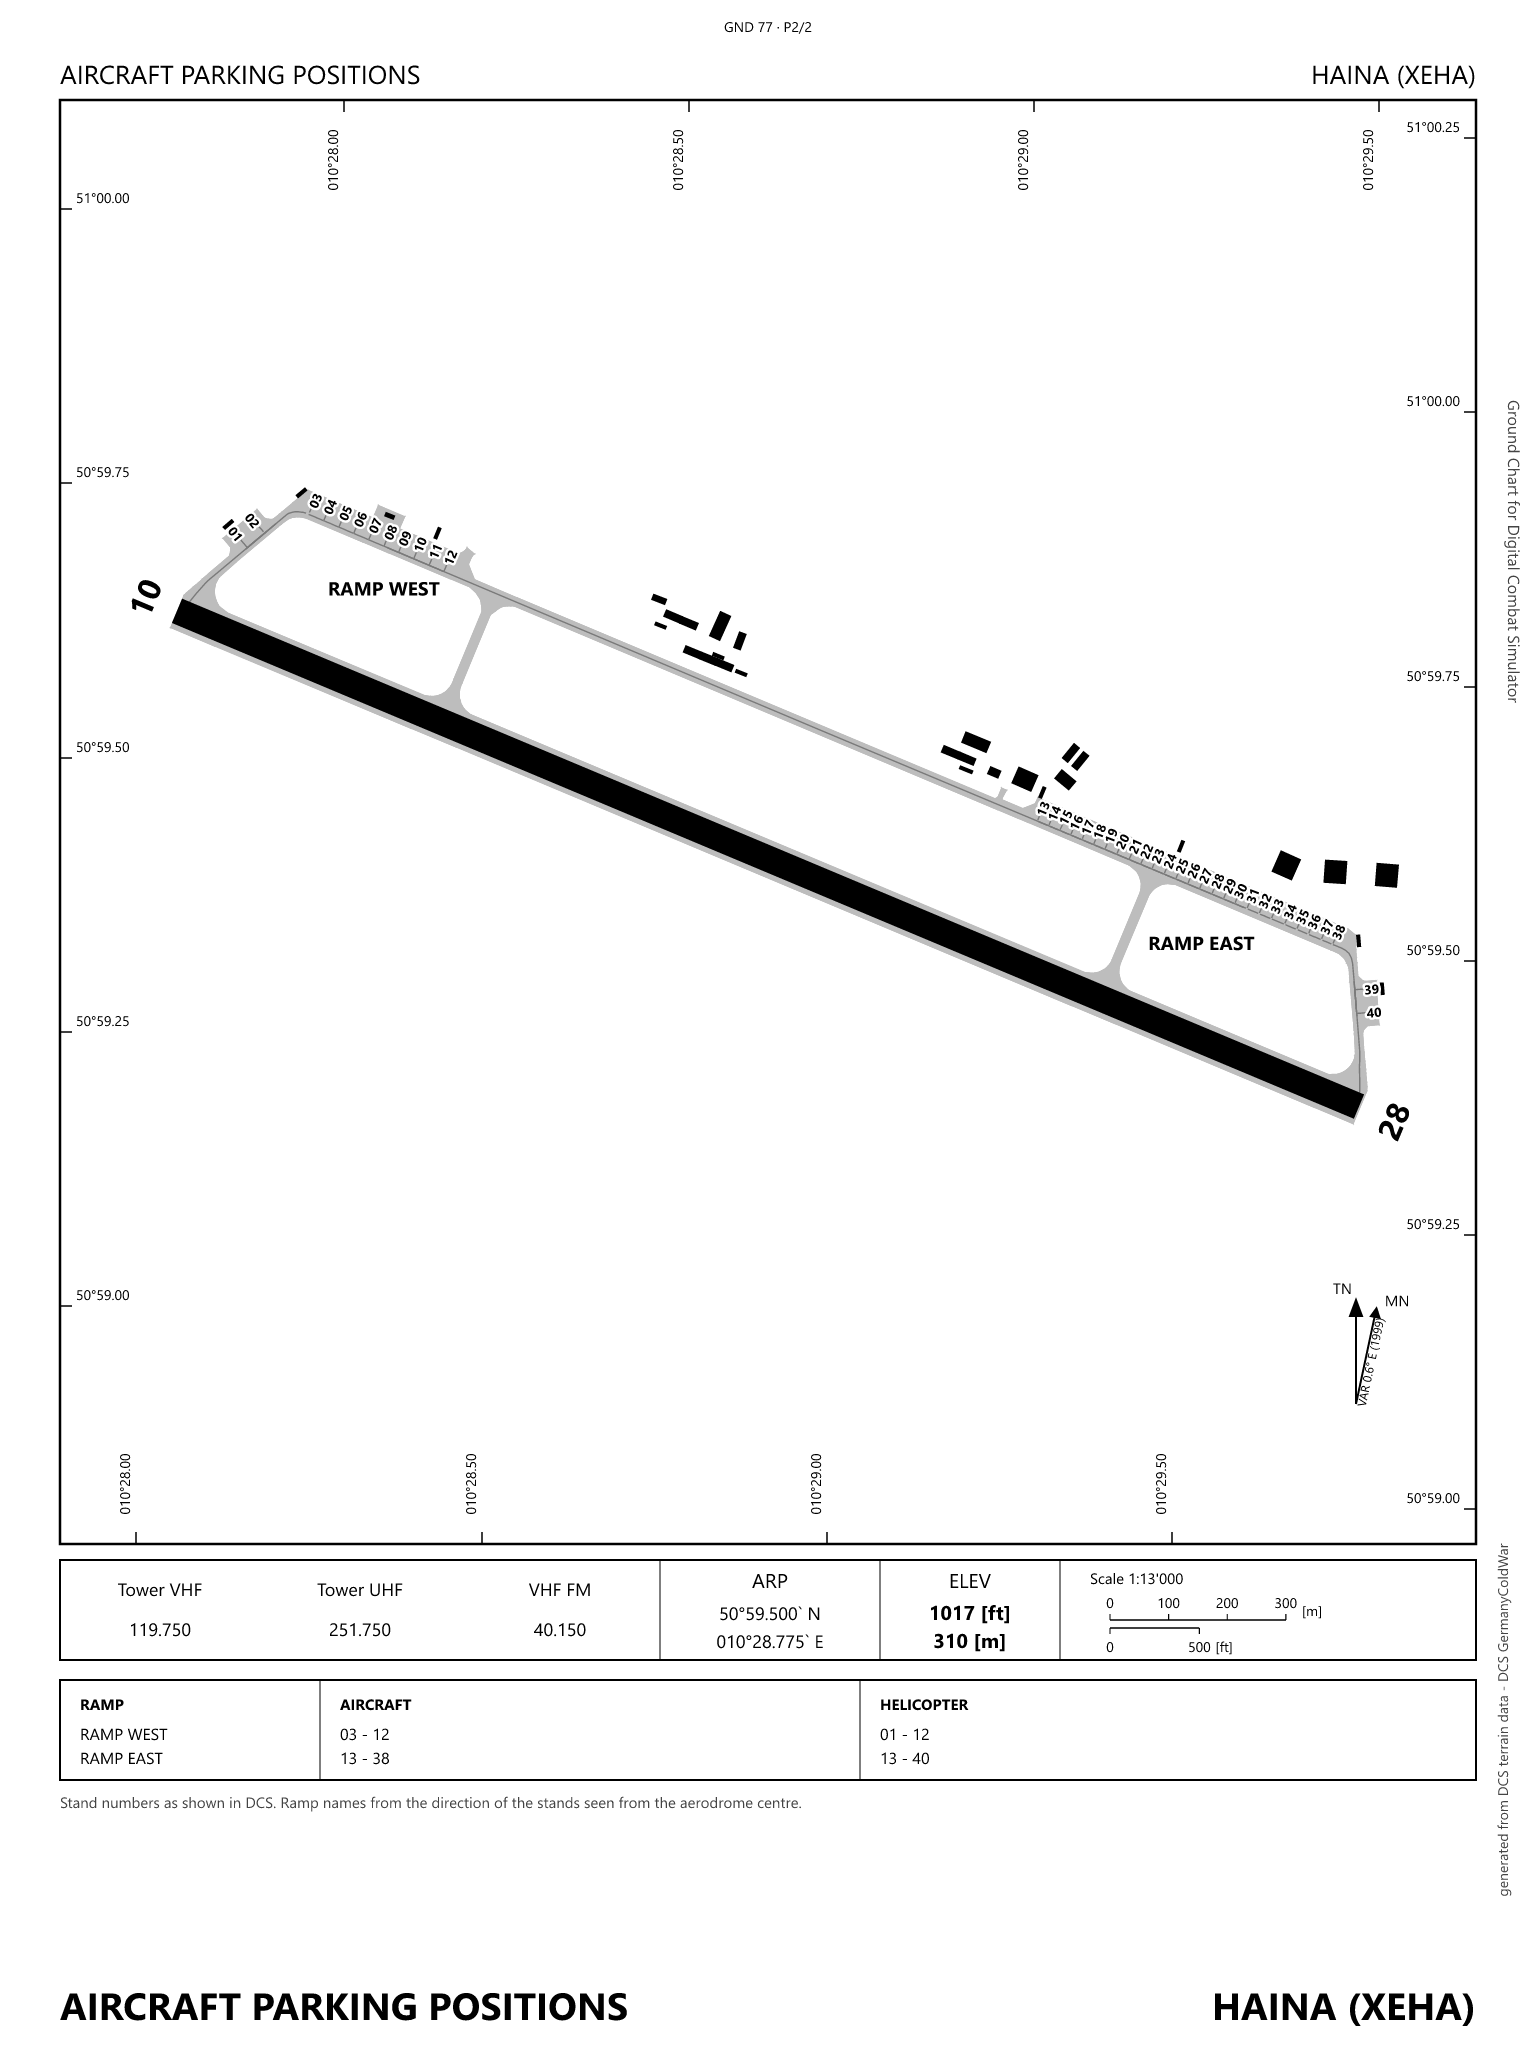 GND 77 · P2/2
AIRCRAFT PARKING POSITIONS
HAINA (XEHA)
010°28.00
010°28.50
010°29.00
010°29.50
51°00.25
51°00.00
51°00.00
50°59.75
50°59.75
50°59.50
50°59.50
50°59.25
50°59.25
50°59.00
50°59.00
01
02
03
04
05
06
07
08
09
10
11
12
RAMP WEST
10
13
14
15
16
17
18
19
20
21
22
23
24
25
26
27
28
29
30
31
32
33
34
35
36
37
38
39
40
RAMP EAST
28
TN
MN
VAR 0.6° E (1999)
010°28.00
010°28.50
010°29.00
010°29.50
Ground Chart for Digital Combat Simulator
Tower VHF
119.750
Tower UHF
251.750
VHF FM
40.150
ARP
50°59.500` N
010°28.775` E
ELEV
1017 [ft]
310 [m]
Scale 1:13'000
0 100 200 300 [m]
0 500 [ft]
RAMP AIRCRAFT HELICOPTER
RAMP WEST 03 - 12 01 - 12
RAMP EAST 13 - 38 13 - 40
Stand numbers as shown in DCS. Ramp names from the direction of the stands seen from the aerodrome centre.
generated from DCS terrain data - DCS GermanyColdWar
AIRCRAFT PARKING POSITIONS
HAINA (XEHA)